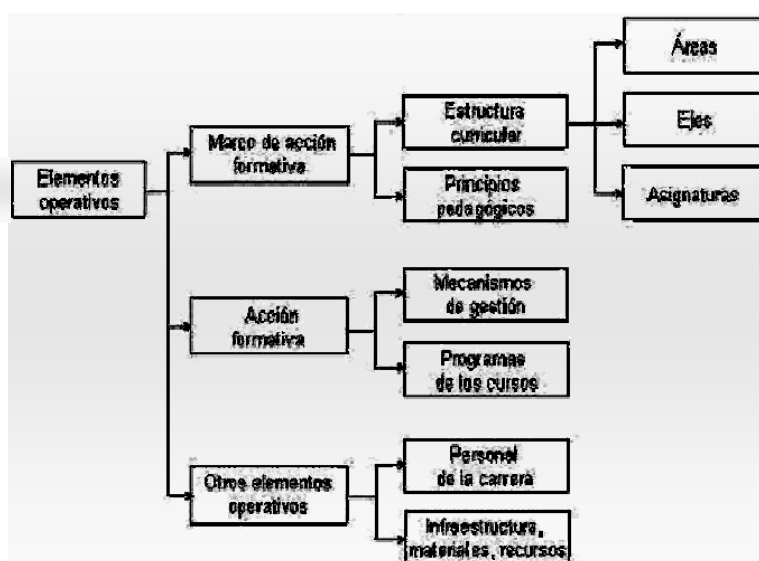 Elementos
operativos
Marco de acción
formativa
Estructura
curricular
Áreas
Ejes
Asignaturas
Principios
pedagógicos
Acción
formativa
Mecanismos
de gestión
Programas
de los cursos
Otros elementos
operativos
Personal
de la carrera
Infraestructura,
materiales, recursos